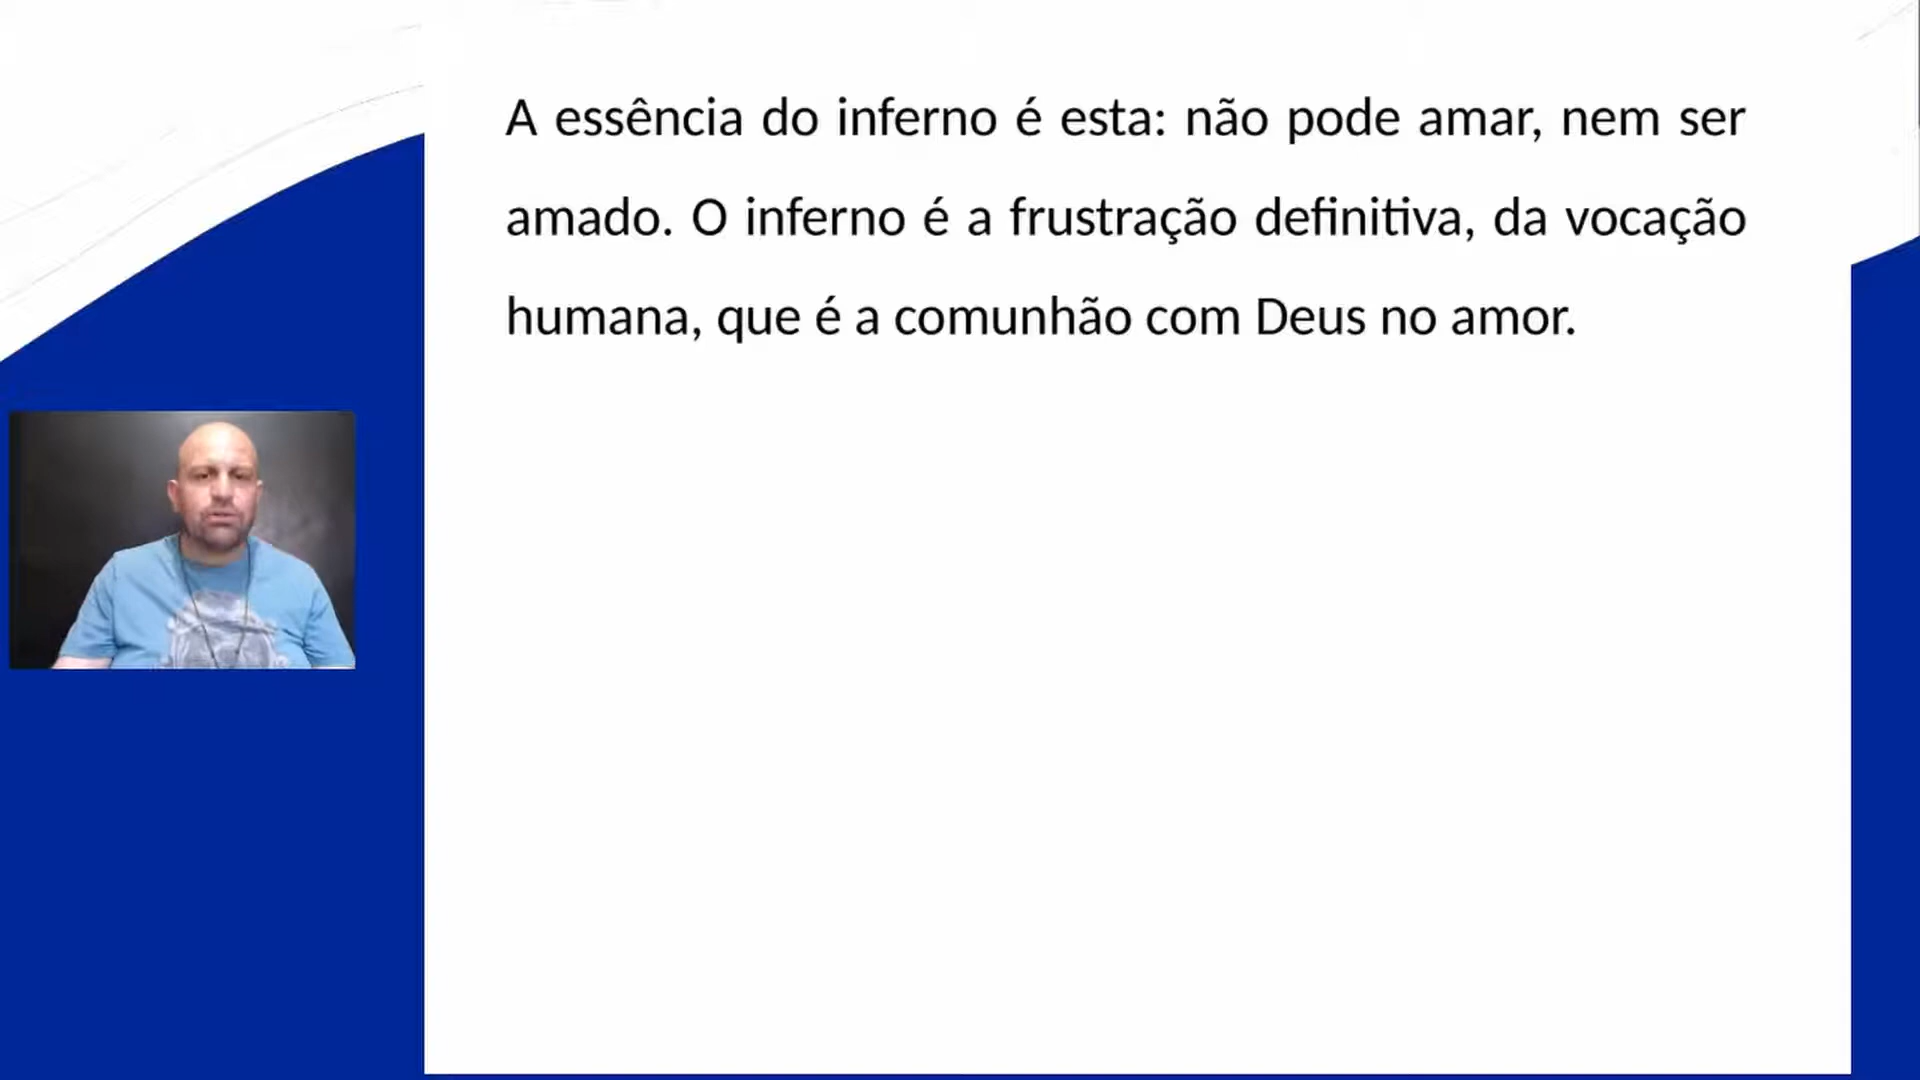 A essência do inferno é esta: não pode amar, nem ser
amado. O inferno é a frustração definitiva, da vocação
humana, que é a comunhão com Deus no amor.